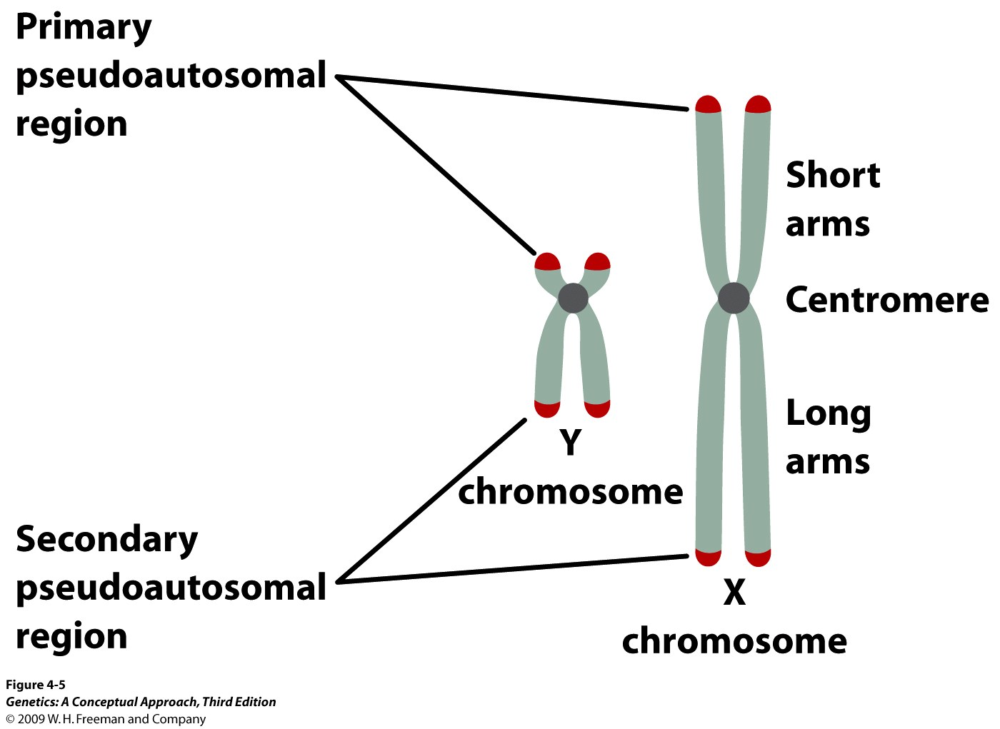 Primary
pseudoautosomal
region
Short
arms
Centromere
Long
arms
Y
chromosome
Secondary
pseudoautosomal
region
X
chromosome
Figure 4-5
Genetics: A Conceptual Approach, Third Edition
© 2009 W. H. Freeman and Company